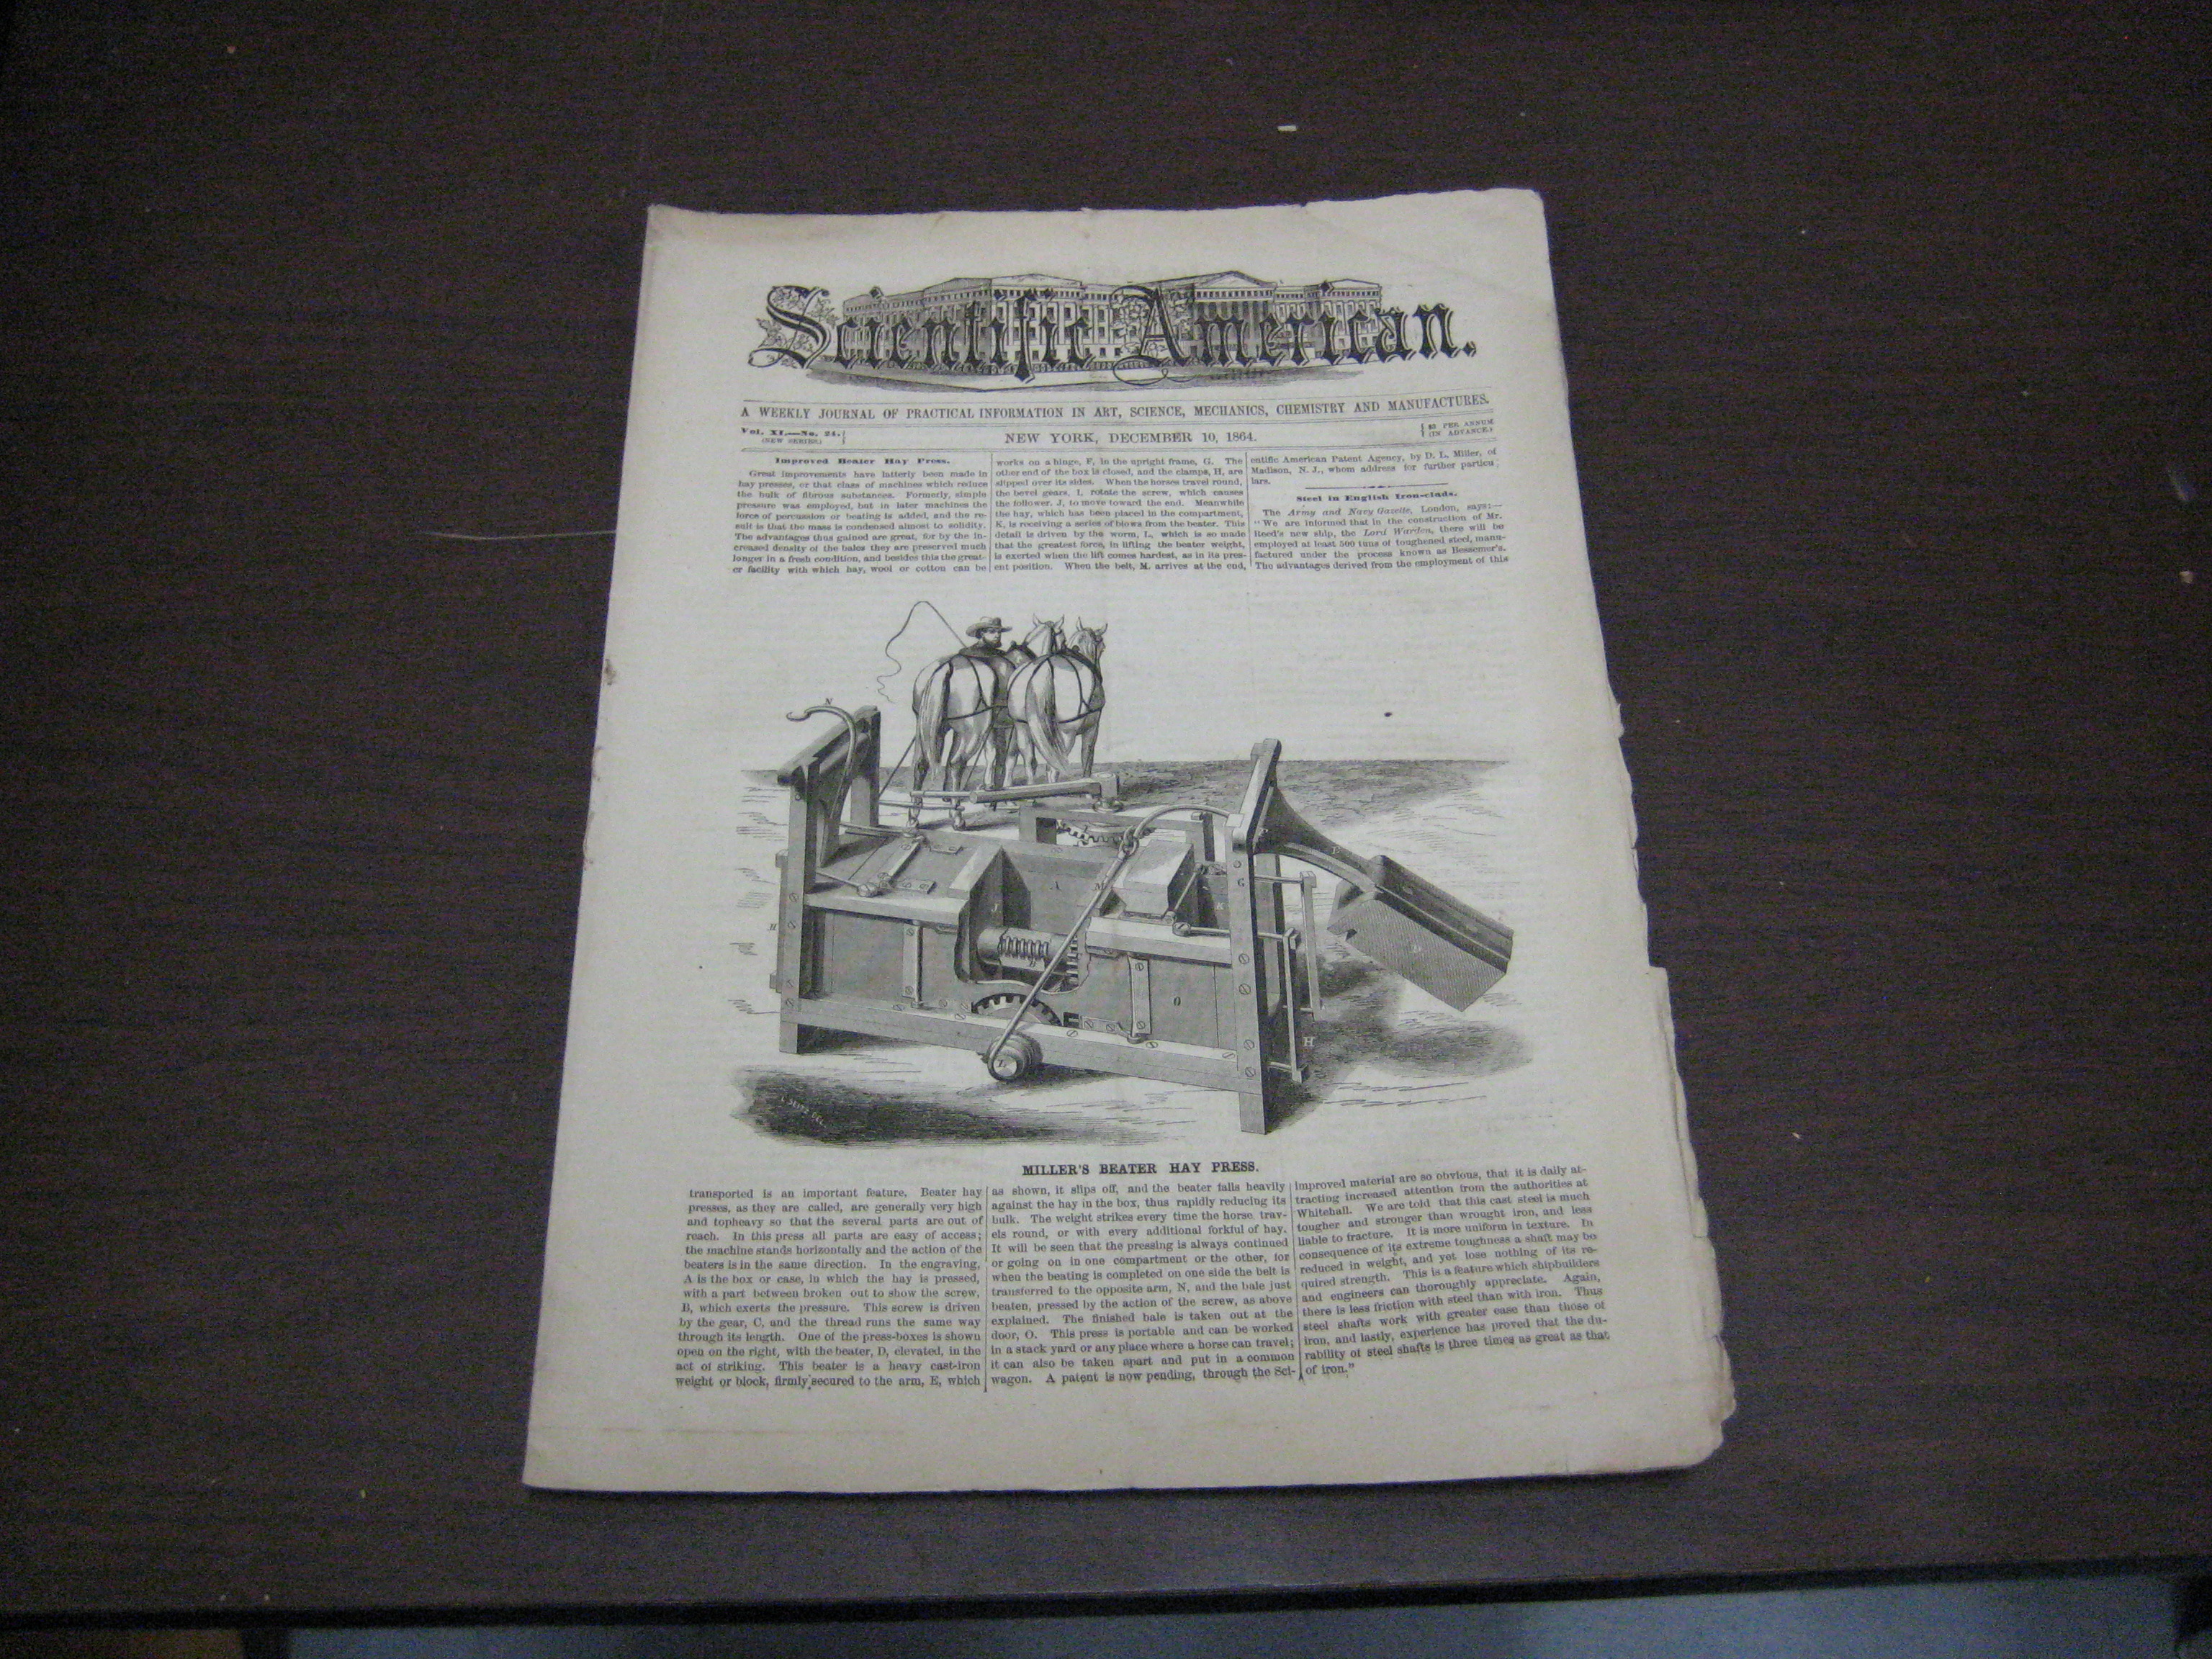 Scientific American.
A WEEKLY JOURNAL OF PRACTICAL INFORMATION IN ART, SCIENCE, MECHANICS, CHEMISTRY AND MANUFACTURES.
Vol. XI.—No. 24.
(NEW SERIES.)
NEW YORK, DECEMBER 10, 1864.
$3 PER ANNUM
(IN ADVANCE.)
Improved Beater Hay Press.
Great improvements have latterly been made in
hay presses, or that class of machines which reduce
the bulk of fibrous substances. Formerly, simple
pressure was employed, but in later machines the
force of percussion or beating is added, and the re-
sult is that the mass is condensed almost to solidity.
The advantages thus gained are great, for by the in-
creased density of the bales they are preserved much
longer in a fresh condition, and besides this the great-
er facility with which hay, wool or cotton can be
works on a hinge, F, in the upright frame, G. The
other end of the box is closed, and the clamps, H, are
slipped over its sides. When the horses travel round,
the bevel gears, I, rotate the screw, which causes
the follower, J, to move toward the end. Meanwhile
the hay, which has been placed in the compartment,
K, is receiving a series of blows from the beater. This
detail is driven by the worm, L, which is so made
that the greatest force, in lifting the beater weight,
is exerted when the lift comes hardest, as in its pres-
ent position. When the belt, M, arrives at the end,
entific American Patent Agency, by D. L. Miller, of
Madison, N. J., whom address for further particu
lars.
Steel in English Iron-clads.
The Army and Navy Gazette, London, says:—
"We are informed that in the construction of Mr.
Reed's new ship, the Lord Warden, there will be
employed at least 500 tuns of toughened steel, manu-
factured under the process known as Bessemer's.
The advantages derived from the employment of this
N
A
M
J
K
G
E
D
H
B
O
H
L
MILLER'S BEATER HAY PRESS.
transported is an important feature. Beater hay
presses, as they are called, are generally very high
and topheavy so that the several parts are out of
reach. In this press all parts are easy of access;
the machine stands horizontally and the action of the
beaters is in the same direction. In the engraving,
A is the box or case, in which the hay is pressed,
with a part between broken out to show the screw,
B, which exerts the pressure. This screw is driven
by the gear, C, and the thread runs the same way
through its length. One of the press-boxes is shown
open on the right, with the beater, D, elevated, in the
act of striking. This beater is a heavy cast-iron
weight or block, firmly secured to the arm, E, which
as shown, it slips off, and the beater falls heavily
against the hay in the box, thus rapidly reducing its
bulk. The weight strikes every time the horse trav-
els round, or with every additional forkful of hay.
It will be seen that the pressing is always continued
or going on in one compartment or the other, for
when the beating is completed on one side the belt is
transferred to the opposite arm, N, and the bale just
beaten, pressed by the action of the screw, as above
explained. The finished bale is taken out at the
door, O. This press is portable and can be worked
in a stack yard or any place where a horse can travel;
it can also be taken apart and put in a common
wagon. A patent is now pending, through the Sci-
improved material are so obvious, that it is daily at-
tracting increased attention from the authorities at
Whitehall. We are told that this cast steel is much
tougher and stronger than wrought iron, and less
liable to fracture. It is more uniform in texture. In
consequence of its extreme toughness a shaft may be
reduced in weight, and yet lose nothing of its re-
quired strength. This is a feature which shipbuilders
and engineers can thoroughly appreciate. Again,
there is less friction with steel than with iron. Thus
steel shafts work with greater ease than those of
iron, and lastly, experience has proved that the du-
rability of steel shafts is three times as great as that
of iron."